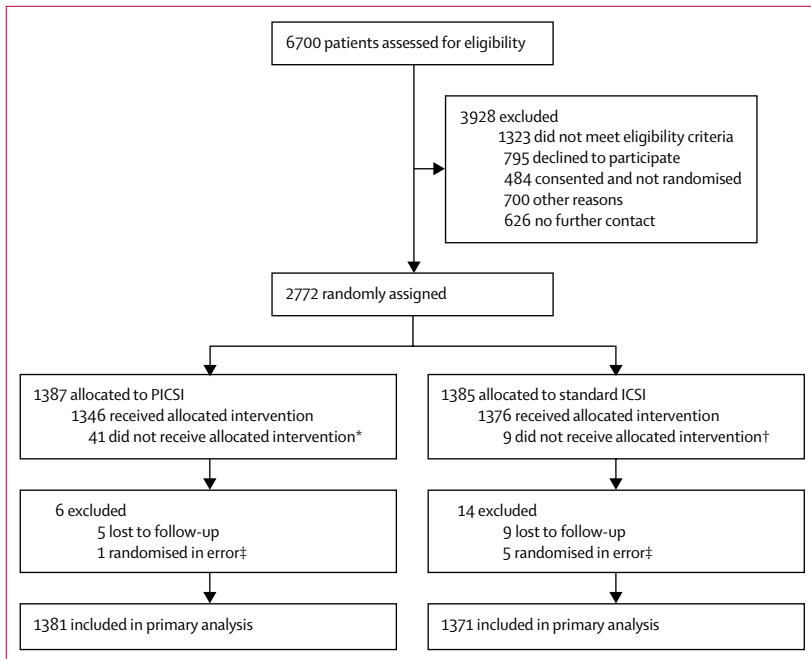 6700 patients assessed for eligibility
3928 excluded
1323 did not meet eligibility criteria
795 declined to participate
484 consented and not randomised
700 other reasons
626 no further contact
2772 randomly assigned
1387 allocated to PICSI
1346 received allocated intervention
41 did not receive allocated intervention*
1385 allocated to standard ICSI
1376 received allocated intervention
9 did not receive allocated intervention†
6 excluded
5 lost to follow-up
1 randomised in error‡
14 excluded
9 lost to follow-up
5 randomised in error‡
1381 included in primary analysis
1371 included in primary analysis